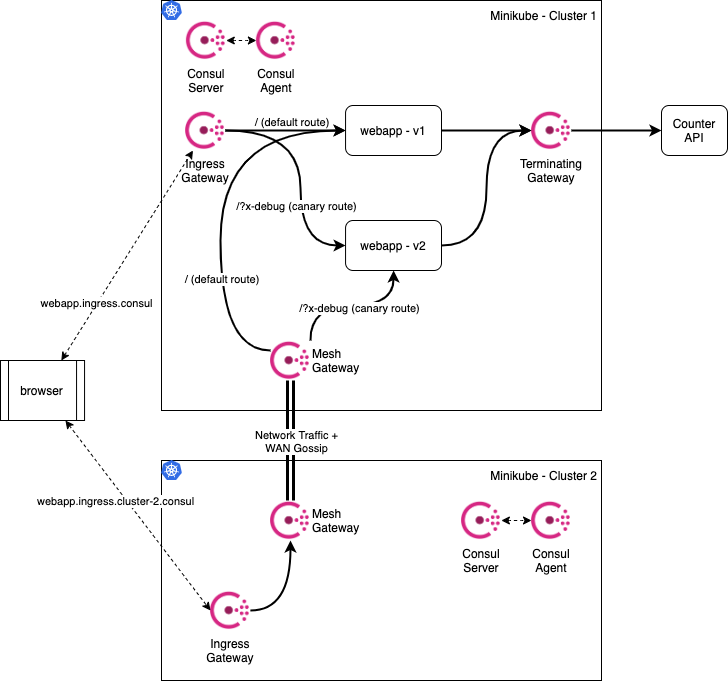 Minikube - Cluster 1
Consul
Server
Consul
Agent
/ (default route)
webapp - v1
Counter
API
Ingress
Gateway
Terminating
Gateway
/?x-debug (canary route)
webapp - v2
/ (default route)
webapp.ingress.consul
/?x-debug (canary route)
Mesh
Gateway
browser
Network Traffic +
WAN Gossip
Minikube - Cluster 2
webapp.ingress.cluster-2.consul
Mesh
Gateway
Consul
Server
Consul
Agent
Ingress
Gateway